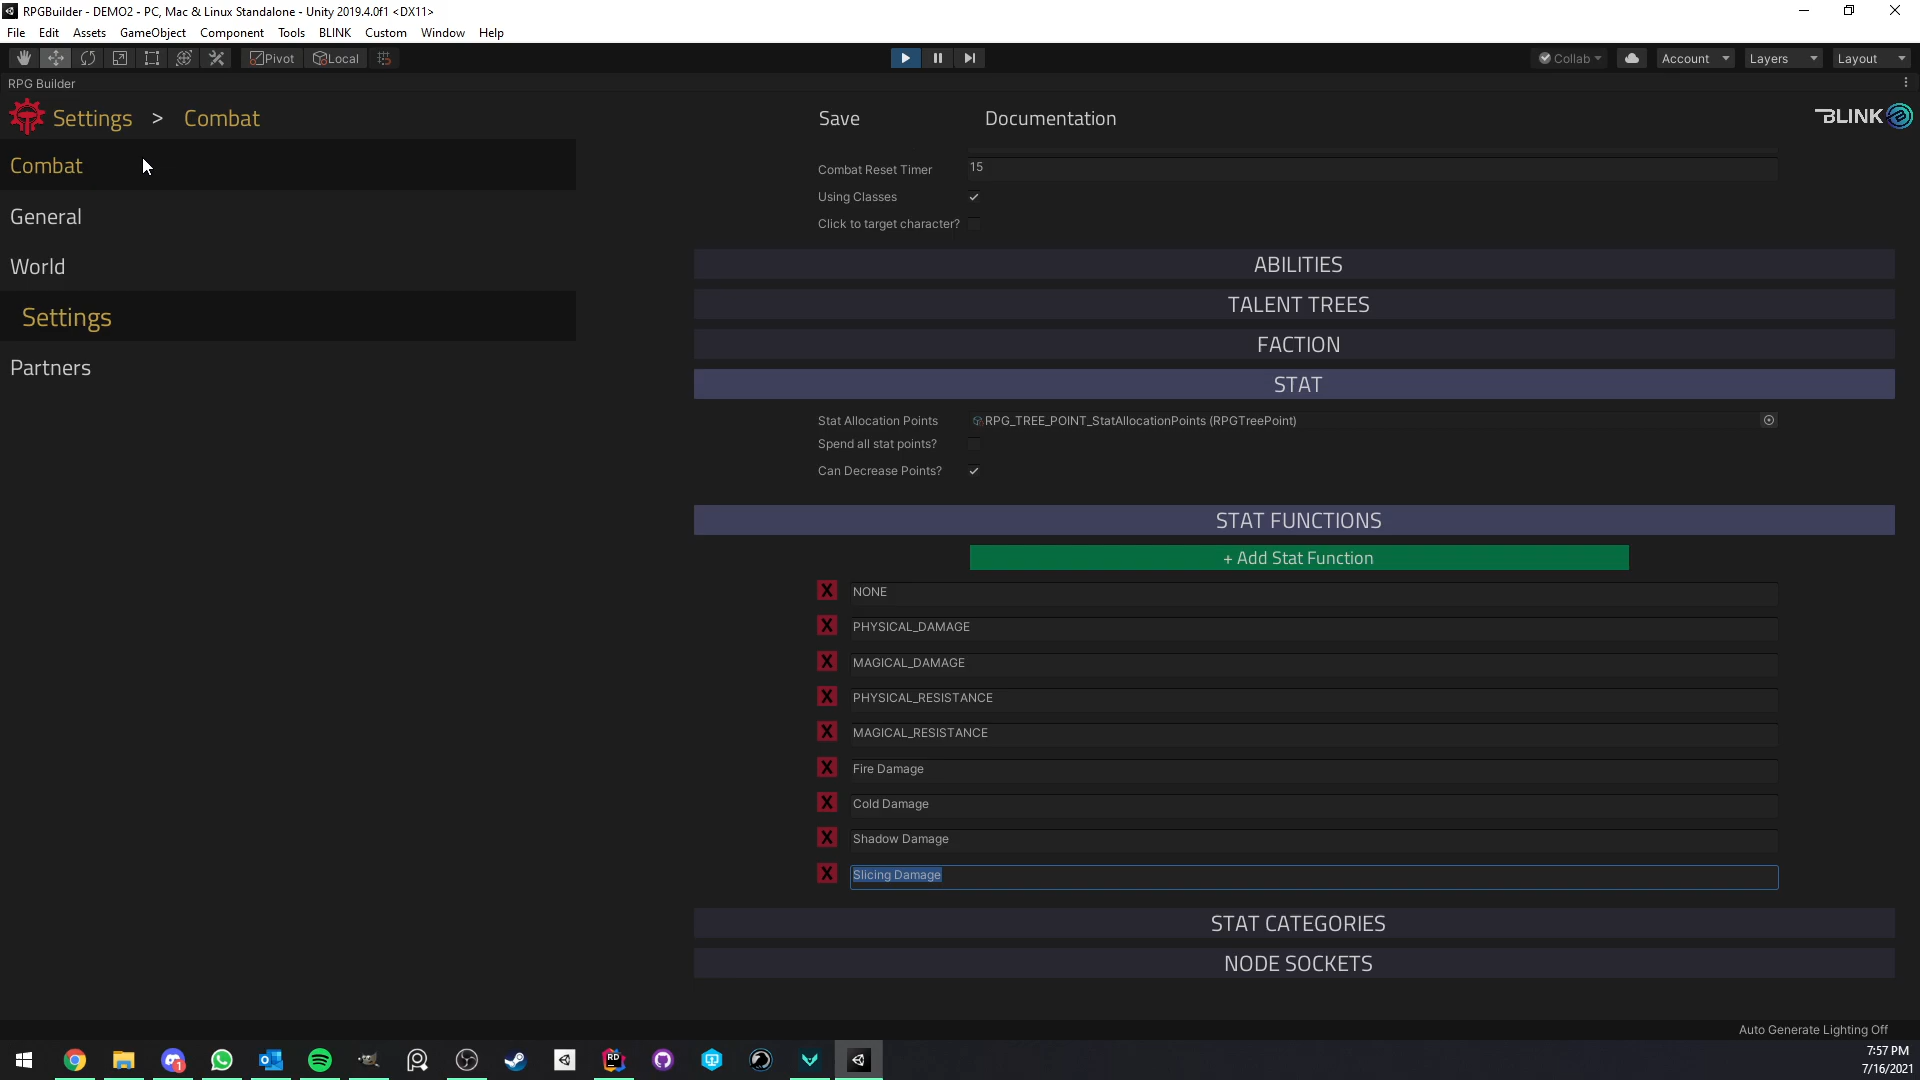 RPGBuilder - DEMO2 - PC, Mac & Linux Standalone - Unity 2019.4.0f1 <DX11>
File Edit Assets GameObject Component Tools BLINK Custom Window Help
Pivot Local Collab Account Layers Layout
RPG Builder
Settings > Combat Save Documentation BLINK
Combat
General
World
Settings
Partners
Combat Reset Timer 15
Using Classes
Click to target character?
ABILITIES
TALENT TREES
FACTION
STAT
Stat Allocation Points RPG_TREE_POINT_StatAllocationPoints (RPGTreePoint)
Spend all stat points?
Can Decrease Points?
STAT FUNCTIONS
+ Add Stat Function
X NONE
X PHYSICAL_DAMAGE
X MAGICAL_DAMAGE
X PHYSICAL_RESISTANCE
X MAGICAL_RESISTANCE
X Fire Damage
X Cold Damage
X Shadow Damage
X Slicing Damage
STAT CATEGORIES
NODE SOCKETS
Auto Generate Lighting Off
RD
1
7:57 PM
7/16/2021